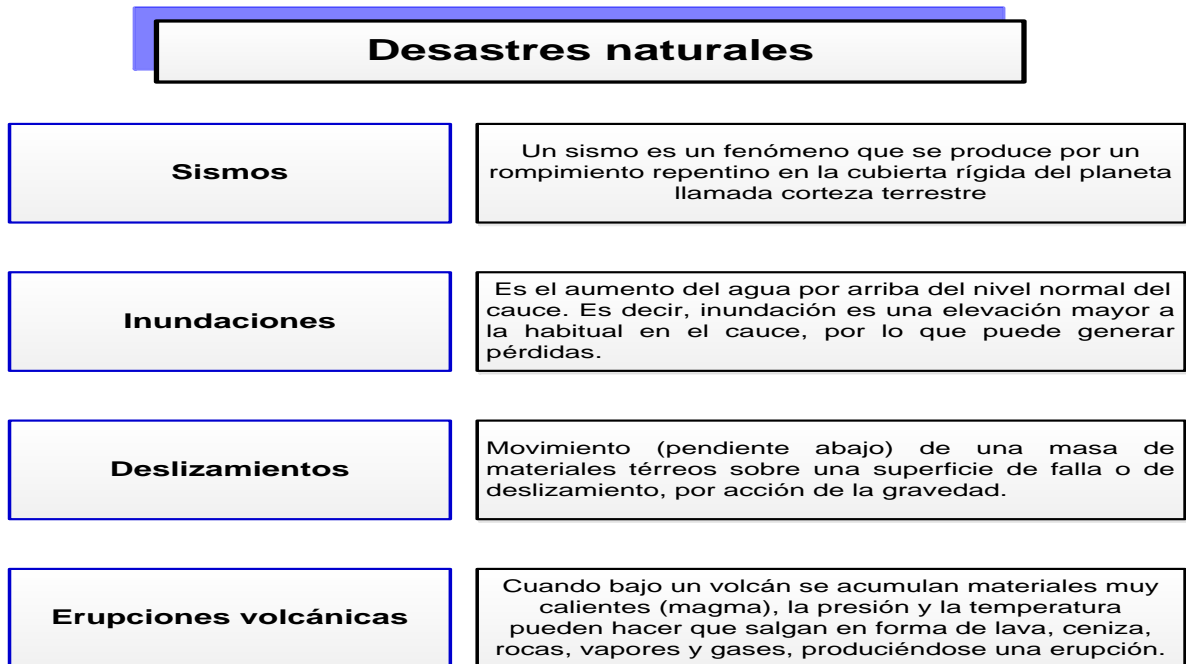 Desastres naturales
Sismos
Un sismo es un fenómeno que se produce por un
rompimiento repentino en la cubierta rígida del planeta
llamada corteza terrestre
Inundaciones
Es el aumento del agua por arriba del nivel normal del
cauce. Es decir, inundación es una elevación mayor a
la habitual en el cauce, por lo que puede generar
pérdidas.
Deslizamientos
Movimiento (pendiente abajo) de una masa de
materiales térreos sobre una superficie de falla o de
deslizamiento, por acción de la gravedad.
Erupciones volcánicas
Cuando bajo un volcán se acumulan materiales muy
calientes (magma), la presión y la temperatura
pueden hacer que salgan en forma de lava, ceniza,
rocas, vapores y gases, produciéndose una erupción.